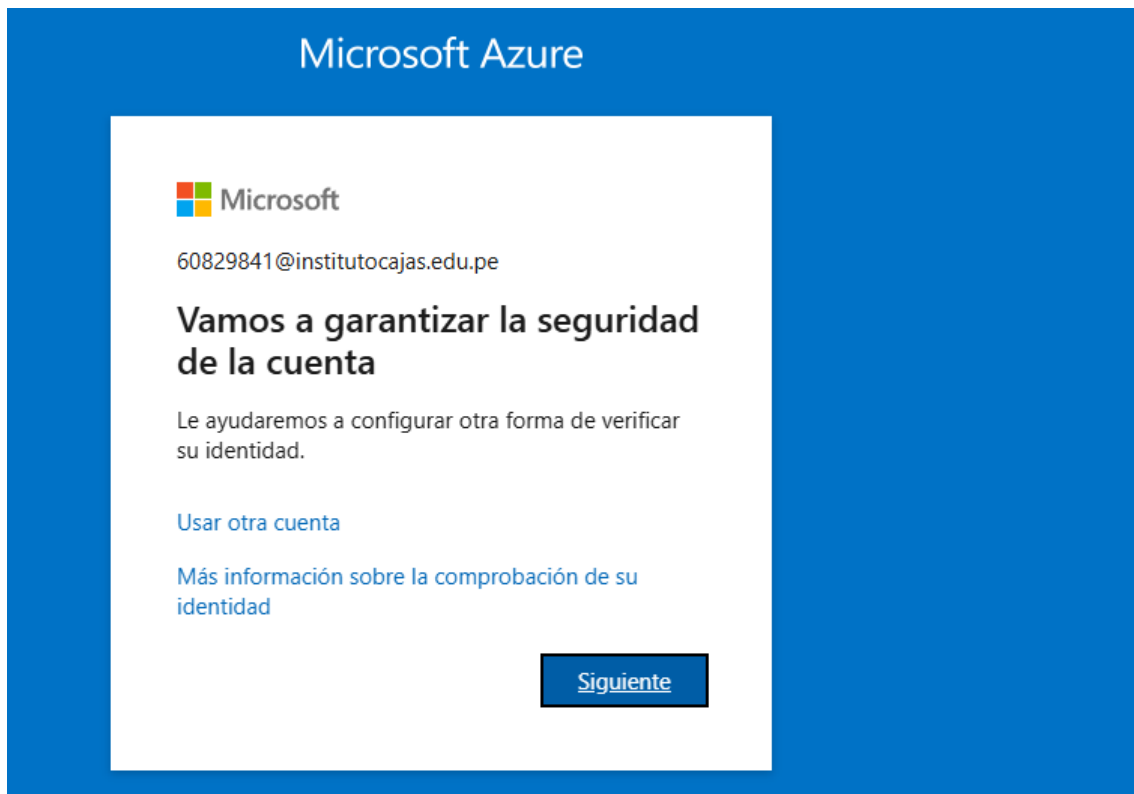 Microsoft Azure
Microsoft
60829841@institutocajas.edu.pe
Vamos a garantizar la seguridad
de la cuenta
Le ayudaremos a configurar otra forma de verificar
su identidad.
Usar otra cuenta
Más información sobre la comprobación de su
identidad
Siguiente